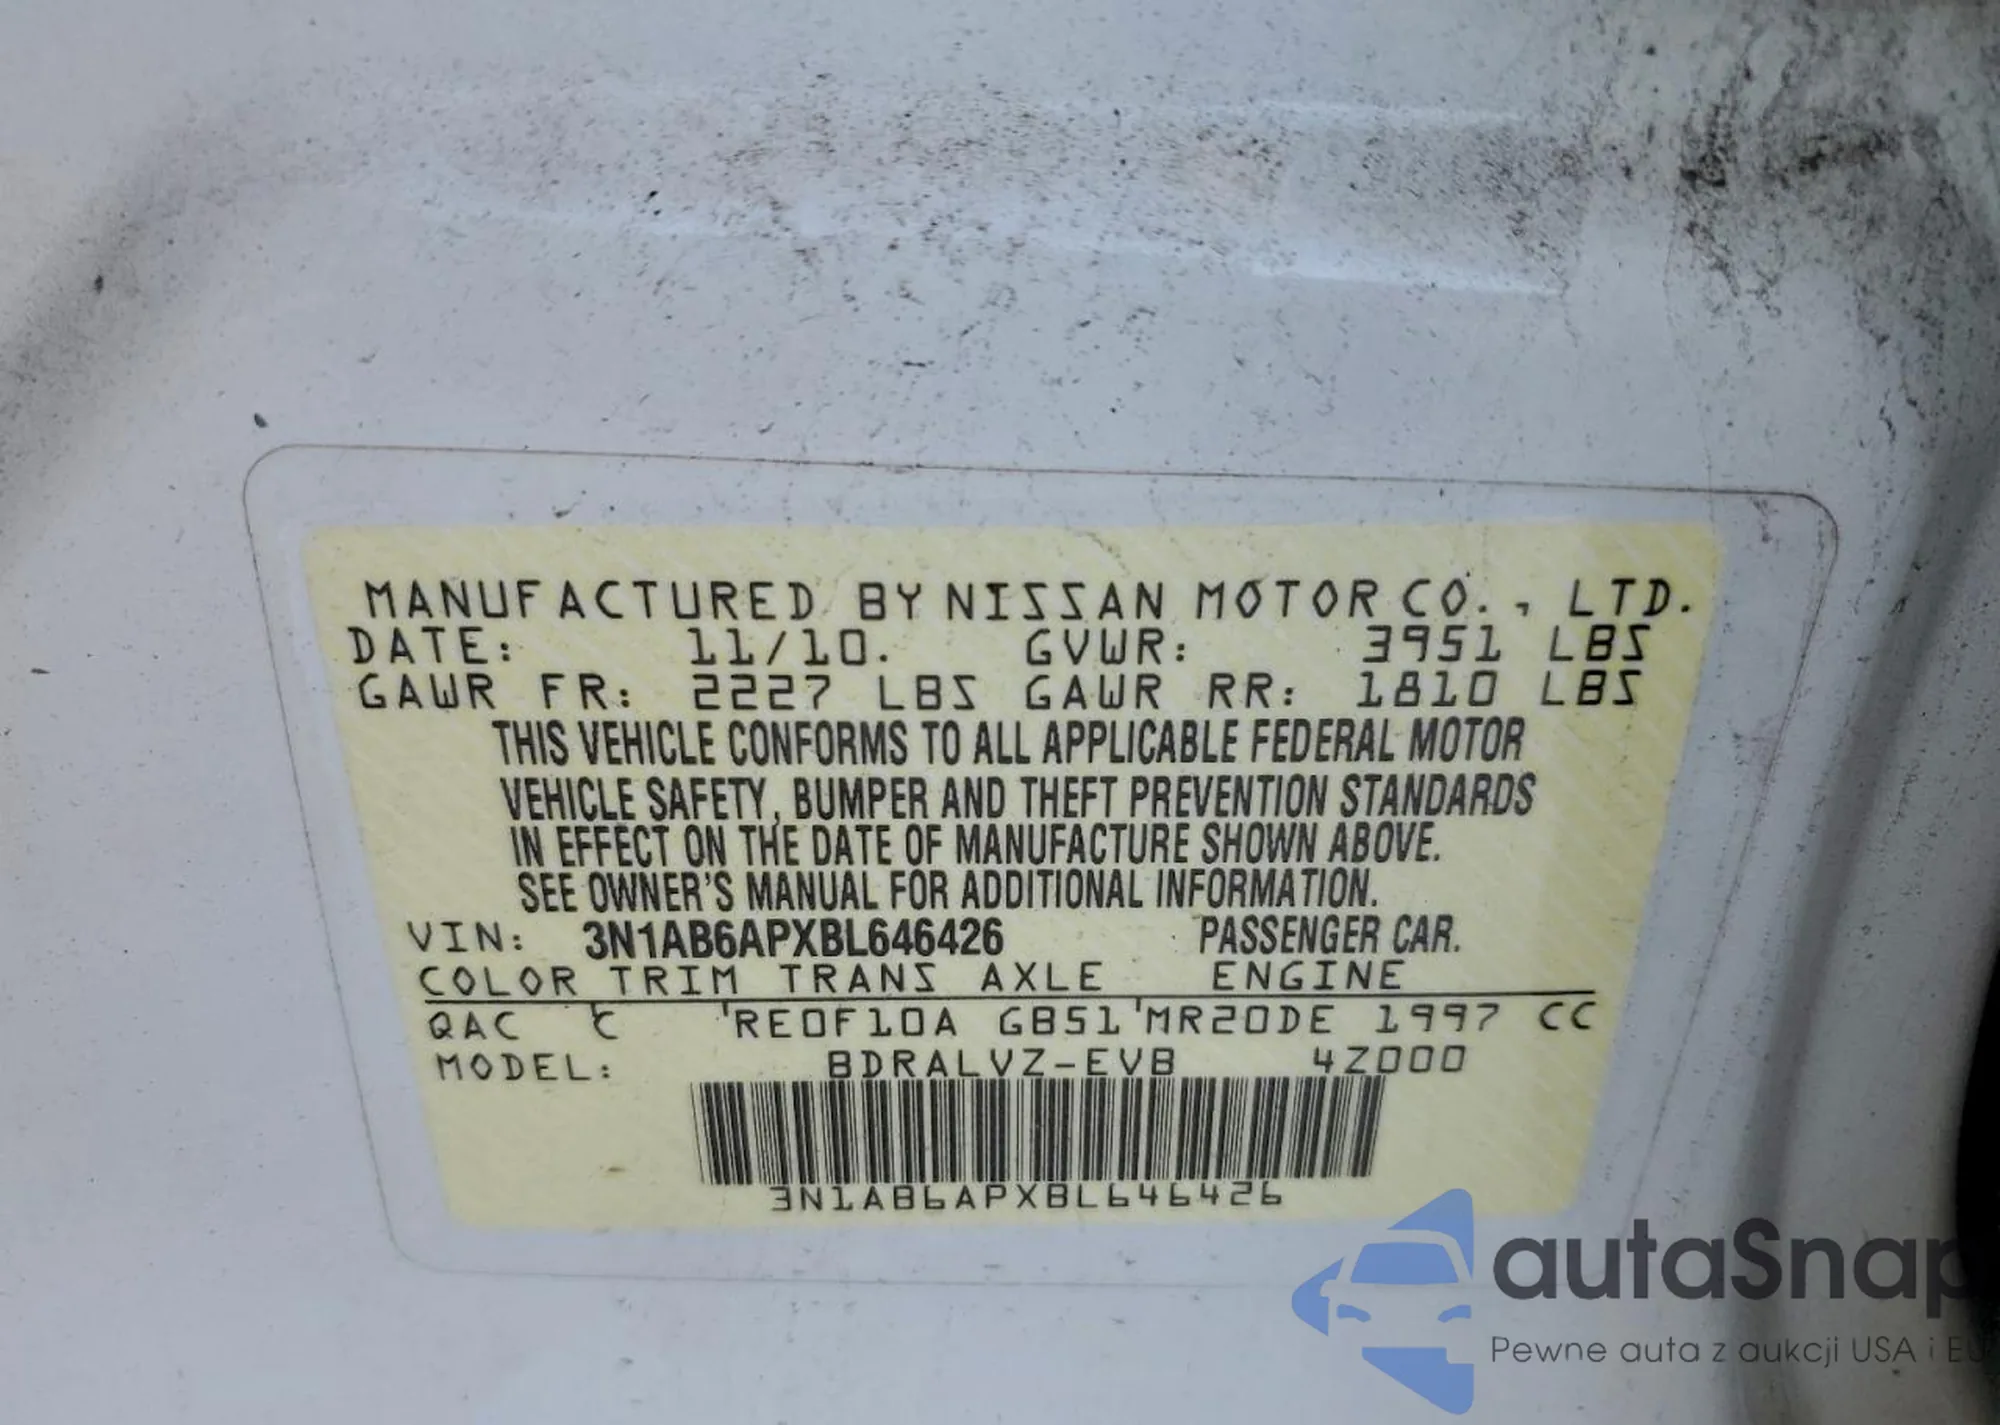 MANUFACTURED BY NISSAN MOTOR CO., LTD.
DATE: 11/10. GVWR: 3951 LBS
GAWR FR: 2227 LBS GAWR RR: 1810 LBS
THIS VEHICLE CONFORMS TO ALL APPLICABLE FEDERAL MOTOR
VEHICLE SAFETY, BUMPER AND THEFT PREVENTION STANDARDS
IN EFFECT ON THE DATE OF MANUFACTURE SHOWN ABOVE.
SEE OWNER'S MANUAL FOR ADDITIONAL INFORMATION.
VIN: 3N1AB6APXBL646426 PASSENGER CAR.
COLOR TRIM TRANS AXLE ENGINE
QAC C RE0F10A GB51 MR20DE 1997 CC
MODEL: BDRALVZ-EVB 4Z000
3N1AB6APXBL646426
autaSnap
Pewne auta z aukcji USA i EU